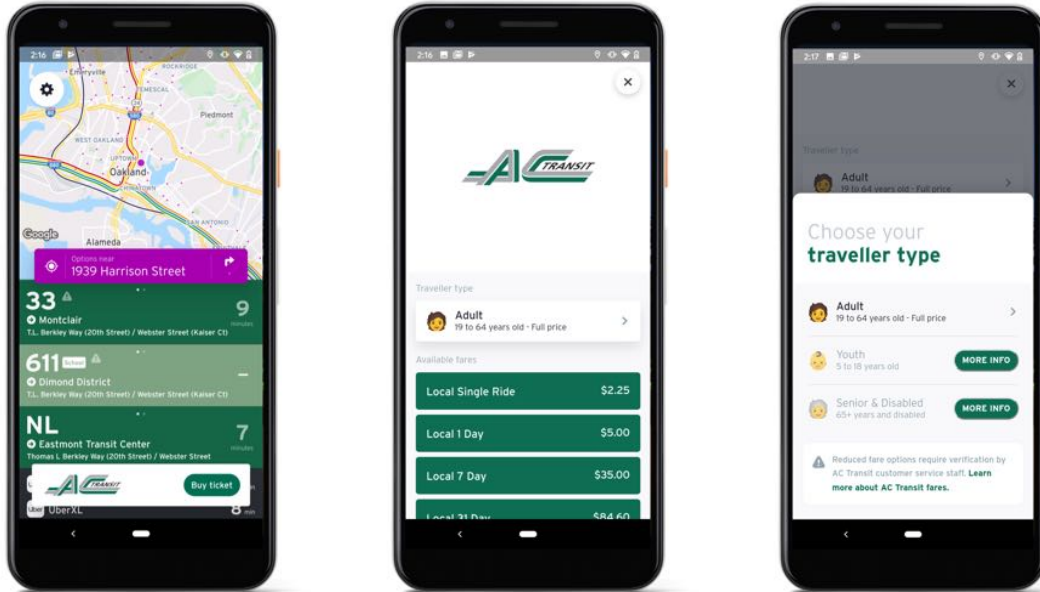 2:16
Emeryville
ROCKRIDGE
TEMESCAL
Piedmont
WEST OAKLAND
UPTOWN
Oakland
CHINATOWN
SAN ANTONIO
Google
Alameda
Options near
1939 Harrison Street
33
9
Montclair
minutes
T.L. Berkley Way (20th Street) / Webster Street (Kaiser Ct)
611 School
–
Dimond District
T.L. Berkley Way (20th Street) / Webster Street (Kaiser Ct)
NL
7
Eastmont Transit Center
minutes
Thomas L Berkley Way (20th Street) / Webster Street
AC TRANSIT
Buy ticket
Uber UberXL
8 min
2:16
AC TRANSIT
Traveller type
Adult
19 to 64 years old - Full price
Available fares
Local Single Ride $2.25
Local 1 Day $5.00
Local 7 Day $35.00
Local 31 Day $84.60
2:17
Traveller type
Adult
19 to 64 years old - Full price
Choose your
traveller type
Adult
19 to 64 years old - Full price
Youth
5 to 18 years old
MORE INFO
Senior & Disabled
65+ years and disabled
MORE INFO
Reduced fare options require verification by
AC Transit customer service staff. Learn
more about AC Transit fares.